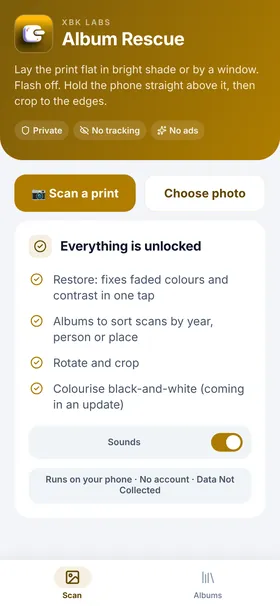 XBK LABS
Album Rescue
Lay the print flat in bright shade or by a window.
Flash off. Hold the phone straight above it, then
crop to the edges.
Private
No tracking
No ads
📷 Scan a print
Choose photo
Everything is unlocked
Restore: fixes faded colours and
contrast in one tap
Albums to sort scans by year,
person or place
Rotate and crop
Colourise black-and-white (coming
in an update)
Sounds
Runs on your phone · No account · Data Not
Collected
Scan
Albums